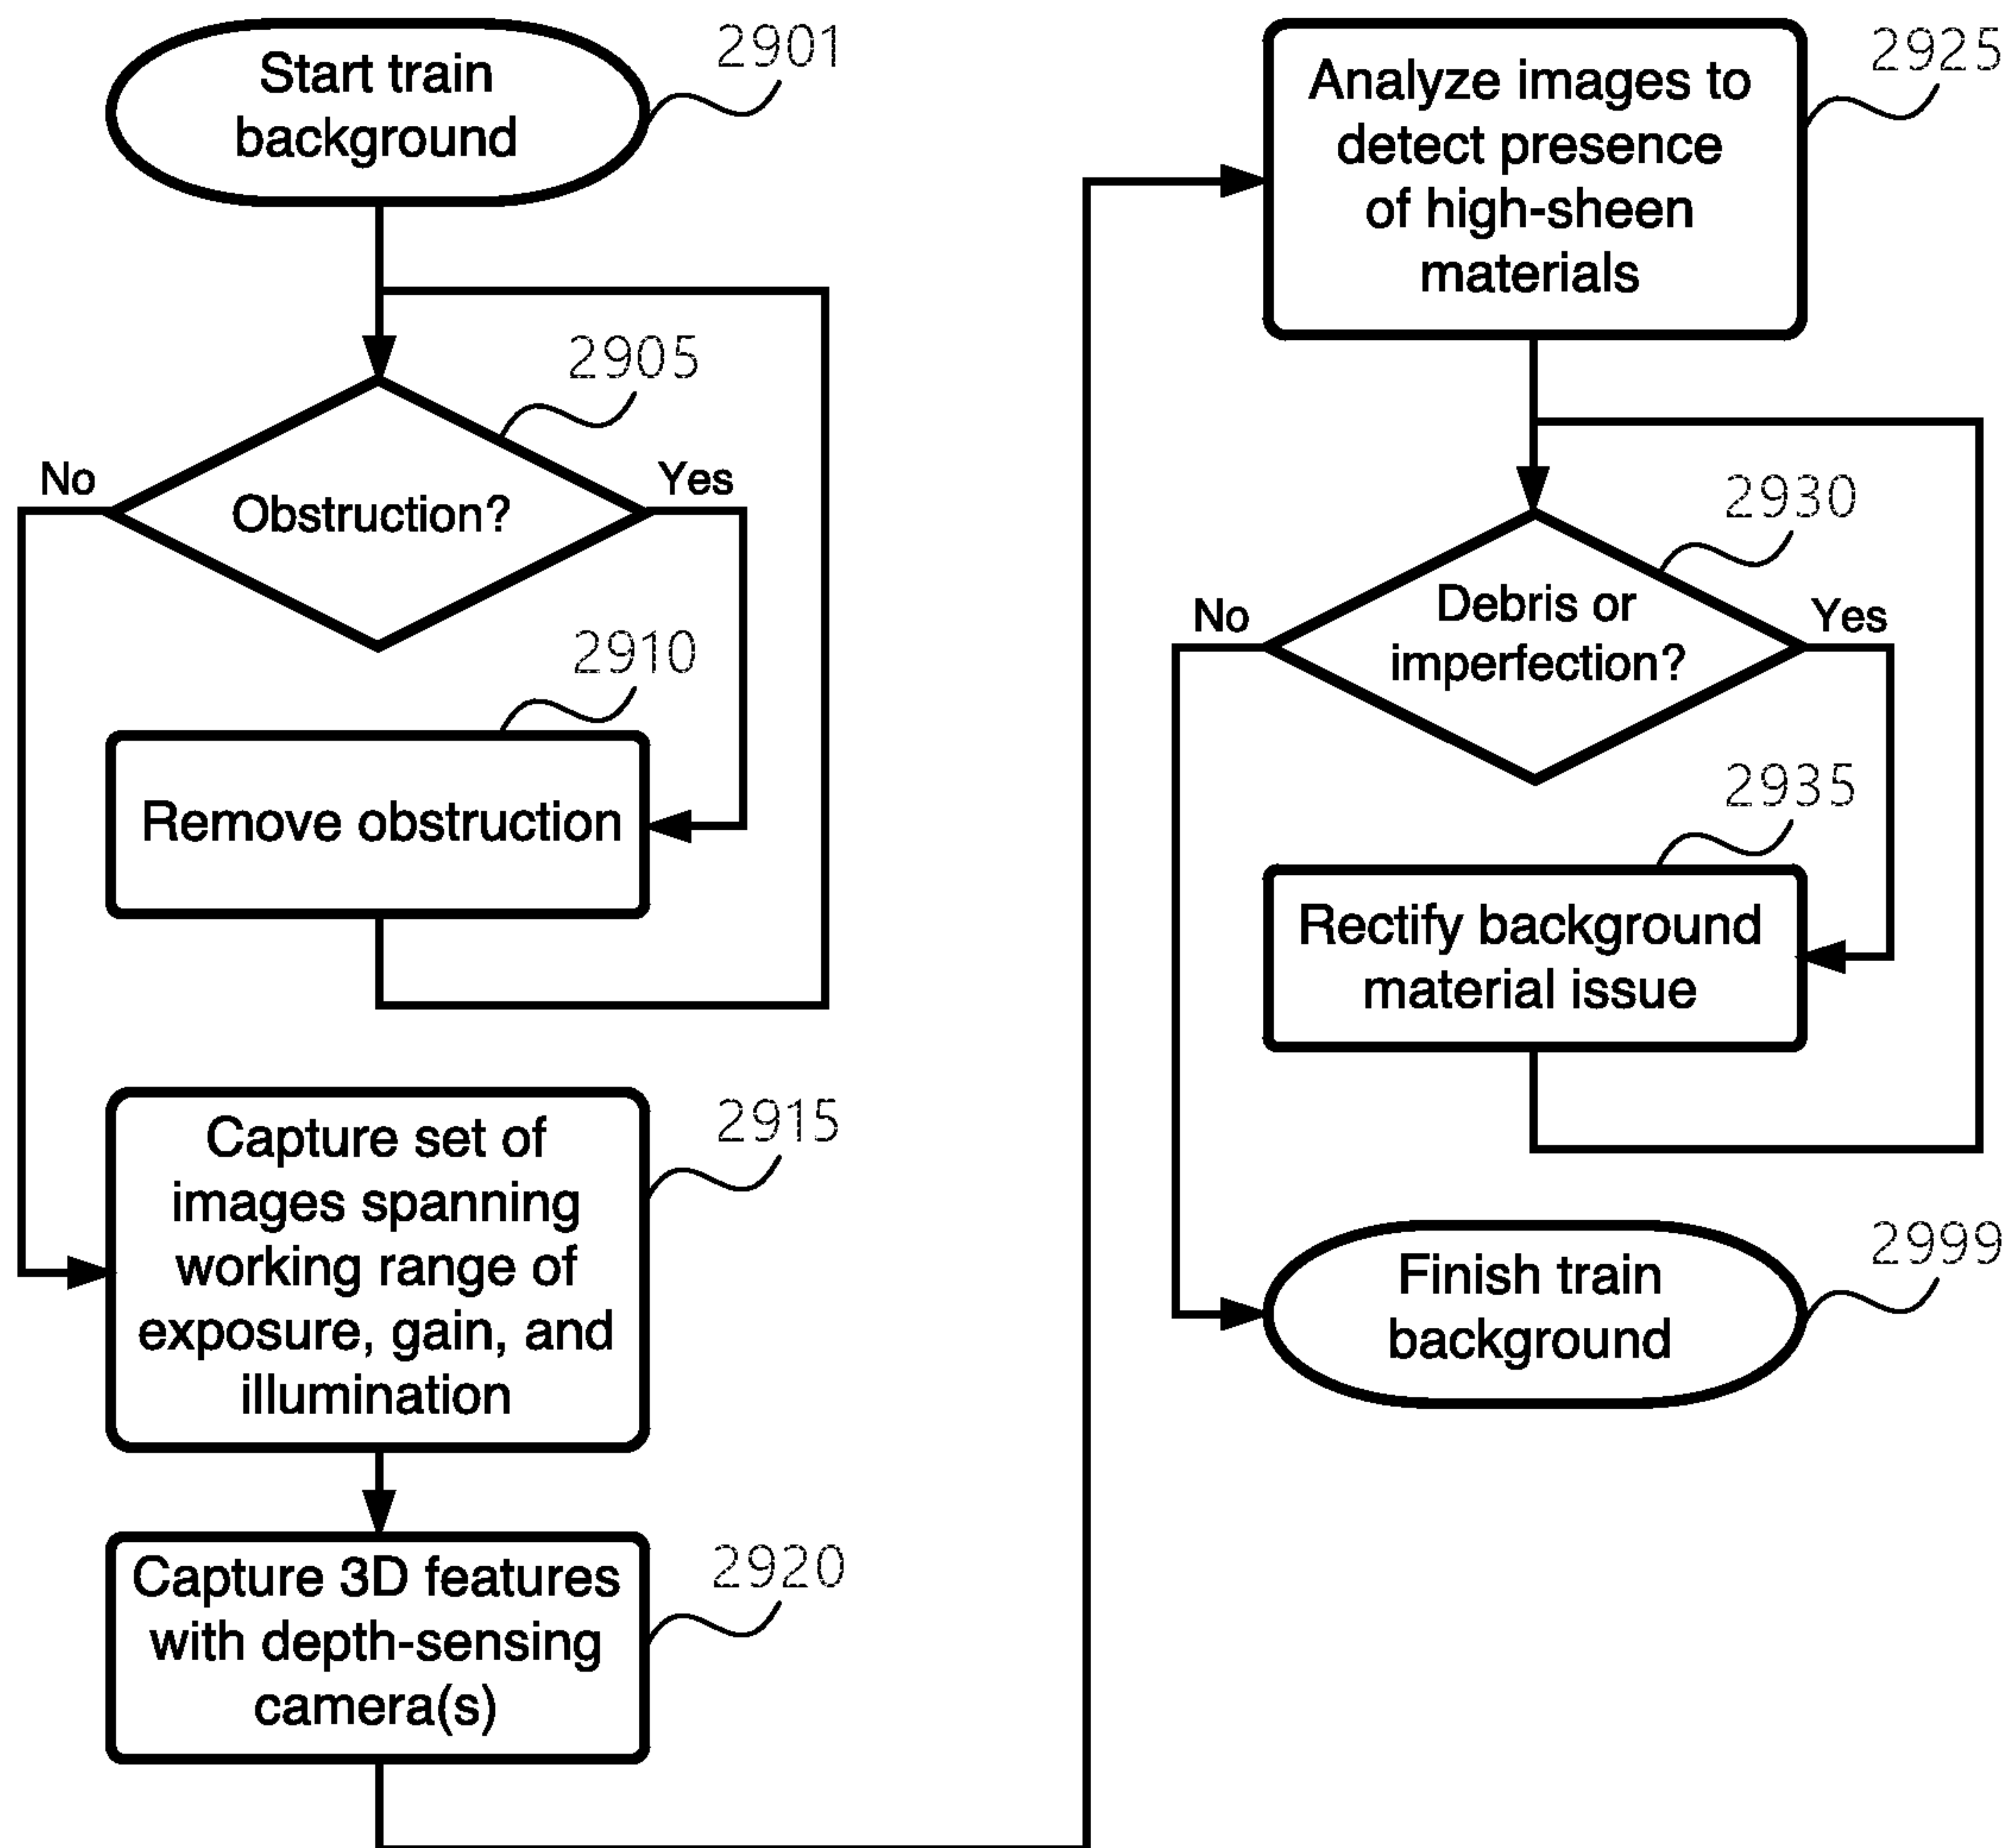 Start train
background
2901
2905
No
Yes
Obstruction?
2910
Remove obstruction
Capture set of
images spanning
working range of
exposure, gain, and
illumination
2915
Capture 3D features
with depth-sensing
camera(s)
2920
Analyze images to
detect presence
of high-sheen
materials
2925
2930
No
Yes
Debris or
imperfection?
2935
Rectify background
material issue
Finish train
background
2999